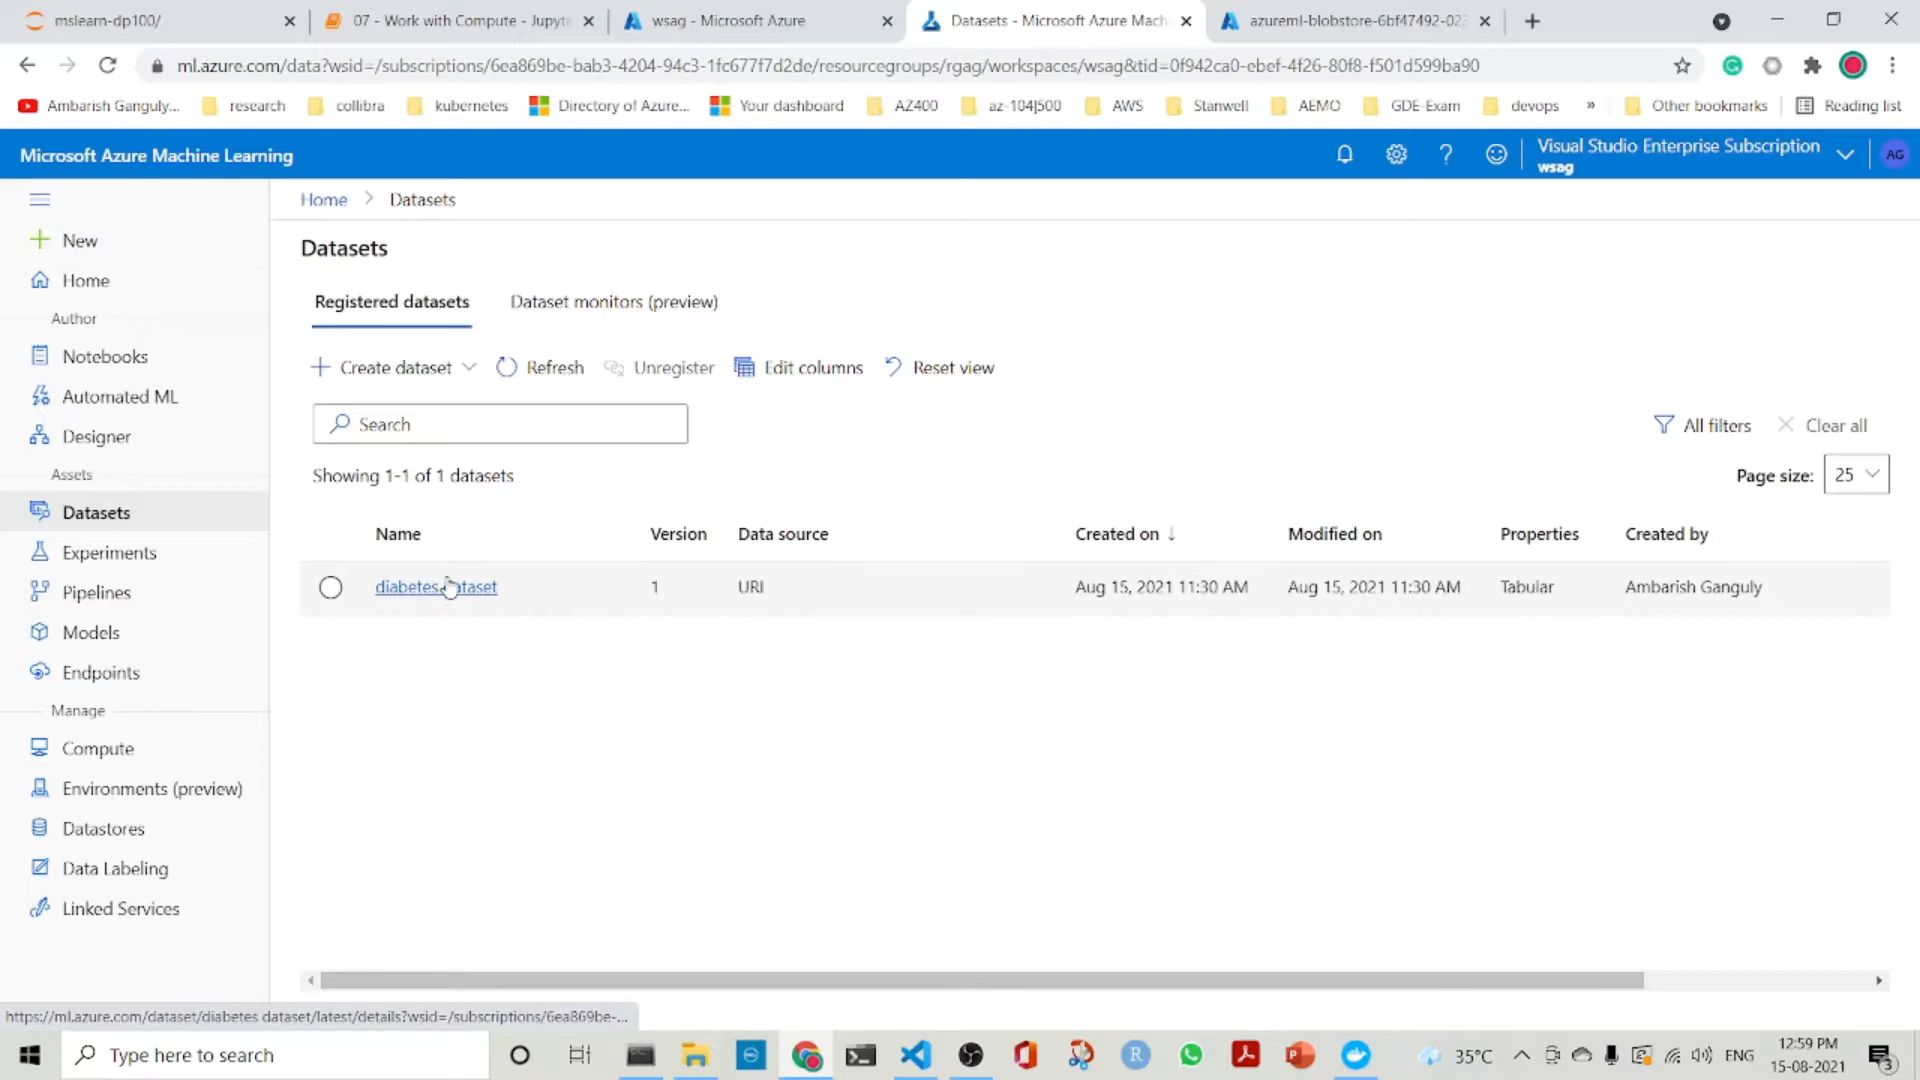 mslearn-dp100/
07 - Work with Compute - Jupyte
wsag - Microsoft Azure
Datasets - Microsoft Azure Mach
azureml-blobstore-6bf47492-023
ml.azure.com/data?wsid=/subscriptions/6ea869be-bab3-4204-94c3-1fc677f7d2de/resourcegroups/rgag/workspaces/wsag&tid=0f942ca0-ebef-4f26-80f8-f501d599ba90
Ambarish Ganguly...
research
collibra
kubernetes
Directory of Azure...
Your dashboard
AZ400
az-104|500
AWS
Stanwell
AEMO
GDE-Exam
devops
»
Other bookmarks
Reading list
Microsoft Azure Machine Learning
Visual Studio Enterprise Subscription
wsag
AG
Home > Datasets
New
Home
Author
Notebooks
Automated ML
Designer
Assets
Datasets
Experiments
Pipelines
Models
Endpoints
Manage
Compute
Environments (preview)
Datastores
Data Labeling
Linked Services
Datasets
Registered datasets
Dataset monitors (preview)
Create dataset
Refresh
Unregister
Edit columns
Reset view
Search
All filters
Clear all
Showing 1-1 of 1 datasets
Page size: 25
Name Version Data source Created on ↓ Modified on Properties Created by
diabetes dataset 1 URI Aug 15, 2021 11:30 AM Aug 15, 2021 11:30 AM Tabular Ambarish Ganguly
https://ml.azure.com/dataset/diabetes dataset/latest/details?wsid=/subscriptions/6ea869be-...
Type here to search
35°C
ENG
12:59 PM
15-08-2021
3